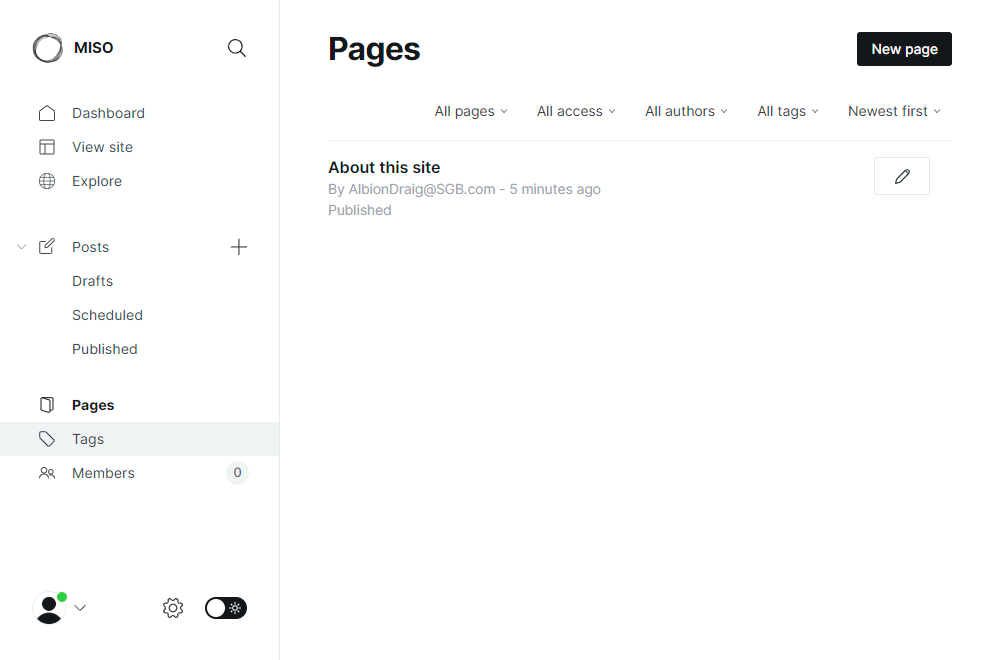 MISO
Dashboard
View site
Explore
Posts
Drafts
Scheduled
Published
Pages
Tags
Members 0
Pages
New page
All pages All access All authors All tags Newest first
About this site
By AlbionDraig@SGB.com - 5 minutes ago
Published